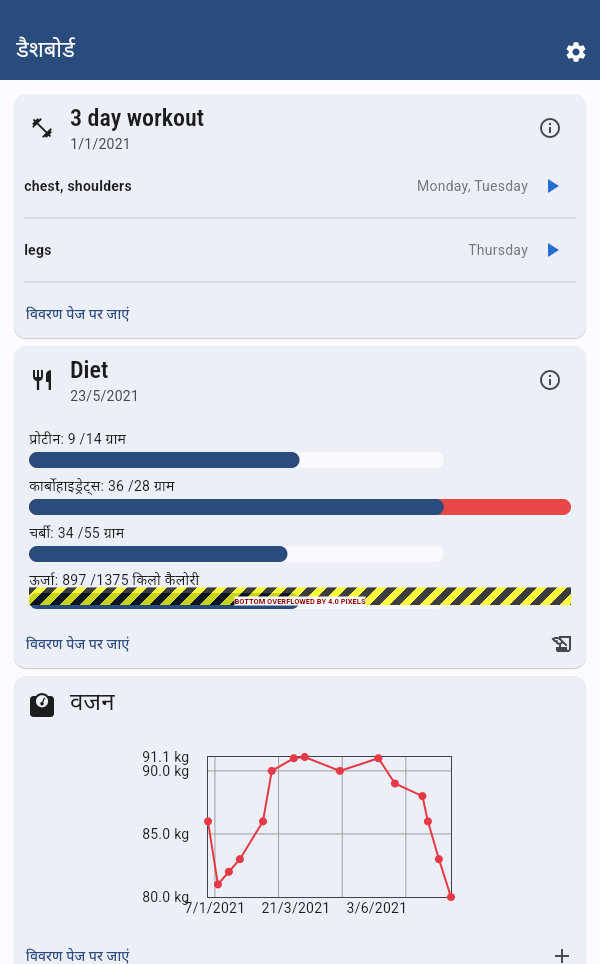 डैशबोर्ड
3 day workout
1/1/2021
chest, shoulders Monday, Tuesday
legs Thursday
विवरण पेज पर जाएं
Diet
23/5/2021
प्रोटीन: 9 /14 ग्राम
कार्बोहाइड्रेट्स: 36 /28 ग्राम
चर्बी: 34 /55 ग्राम
ऊर्जा: 897 /1375 किलो कैलोरी
BOTTOM OVERFLOWED BY 4.0 PIXELS
विवरण पेज पर जाएं
वजन
91.1 kg
90.0 kg
85.0 kg
80.0 kg
7/1/2021 21/3/2021 3/6/2021
विवरण पेज पर जाएं